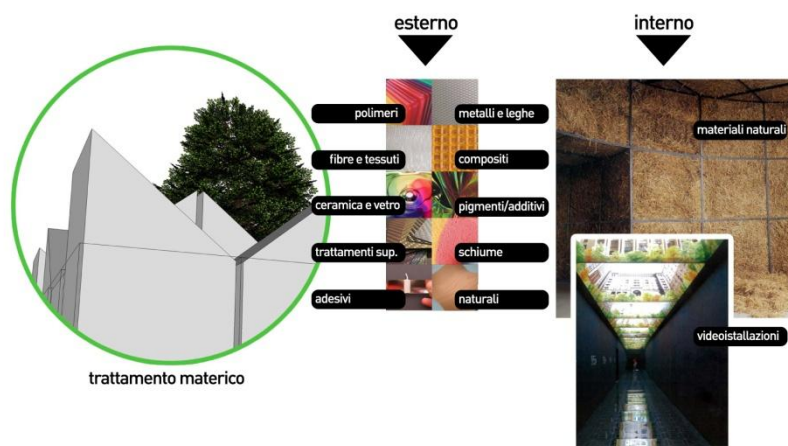 esterno
interno
polimeri
metalli e leghe
fibre e tessuti
compositi
ceramica e vetro
pigmenti/additivi
trattamenti sup.
schiume
adesivi
naturali
materiali naturali
videoistallazioni
trattamento materico